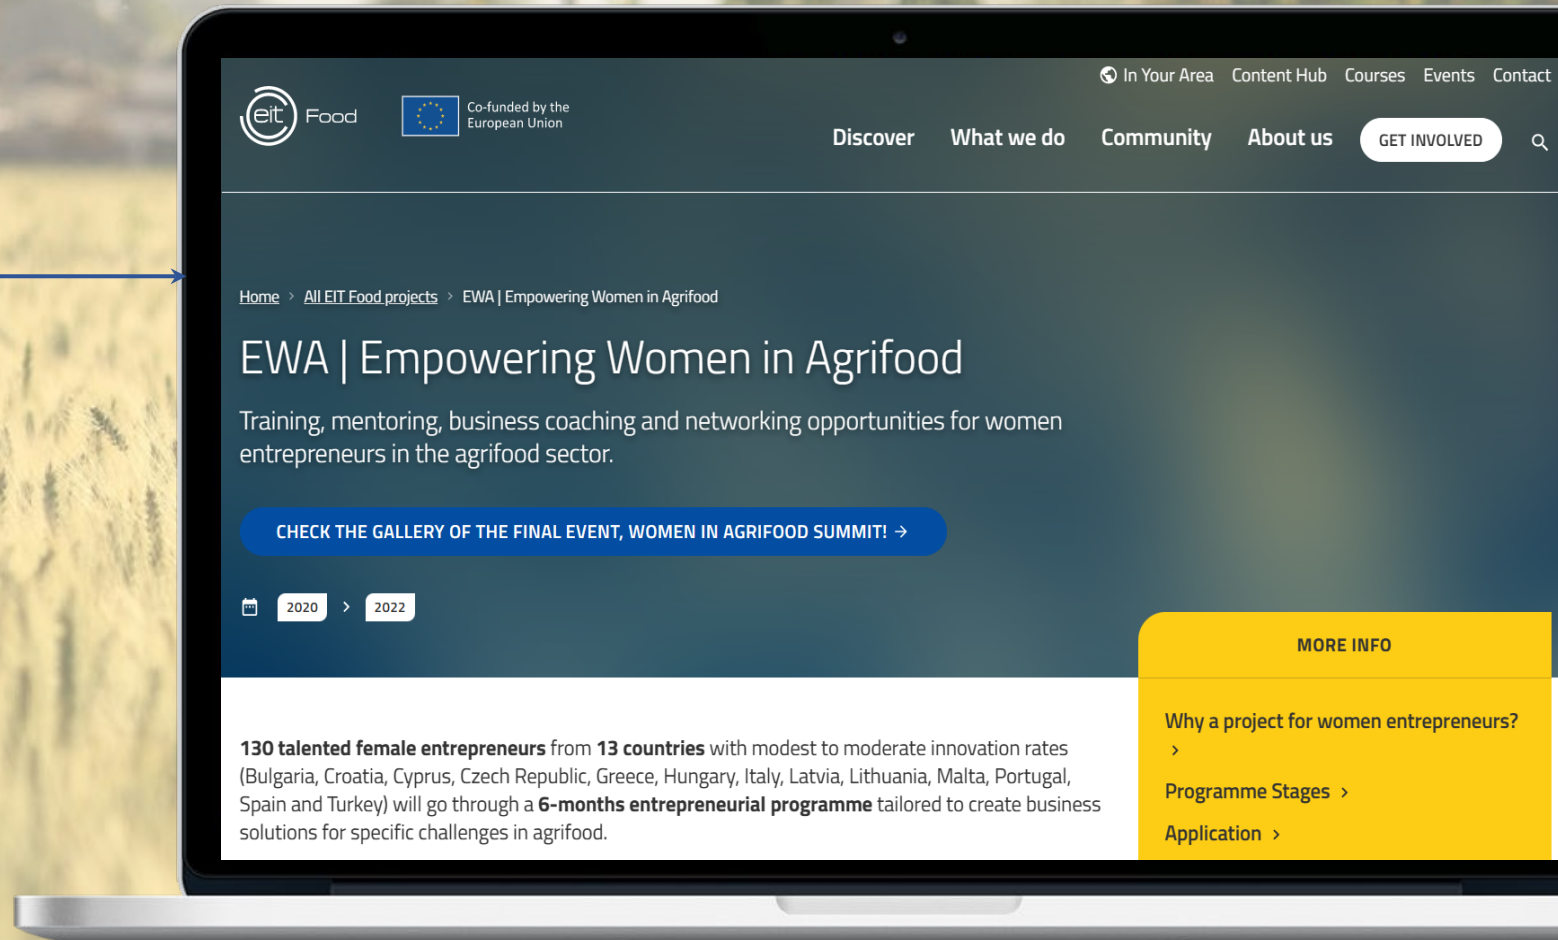 In Your Area Content Hub Courses Events Contact
eit Food
Co-funded by the
European Union
Discover What we do Community About us GET INVOLVED
Home > All EIT Food projects > EWA | Empowering Women in Agrifood
EWA | Empowering Women in Agrifood
Training, mentoring, business coaching and networking opportunities for women
entrepreneurs in the agrifood sector.
CHECK THE GALLERY OF THE FINAL EVENT, WOMEN IN AGRIFOOD SUMMIT! →
2020 > 2022
130 talented female entrepreneurs from 13 countries with modest to moderate innovation rates
(Bulgaria, Croatia, Cyprus, Czech Republic, Greece, Hungary, Italy, Latvia, Lithuania, Malta, Portugal,
Spain and Turkey) will go through a 6-months entrepreneurial programme tailored to create business
solutions for specific challenges in agrifood.
MORE INFO
Why a project for women entrepreneurs?
>
Programme Stages >
Application >